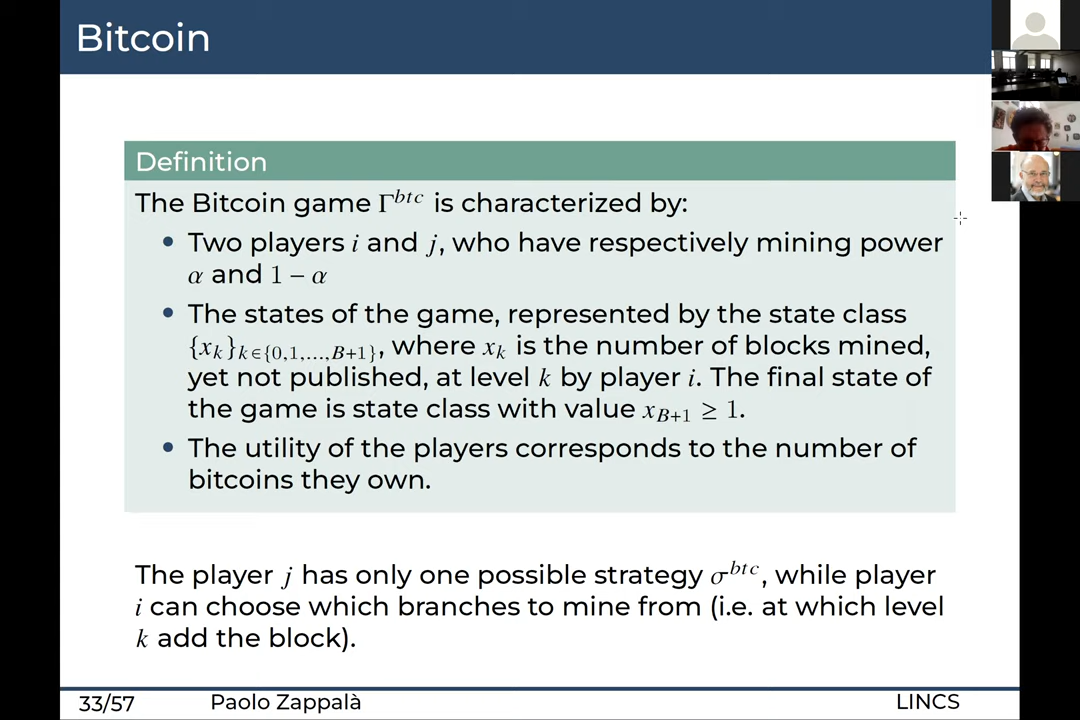 Bitcoin
Definition
The Bitcoin game Γ^{btc} is characterized by:
• Two players i and j, who have respectively mining power
α and 1 − α
• The states of the game, represented by the state class
{x_k}_{k∈{0,1,...,B+1}}, where x_k is the number of blocks mined,
yet not published, at level k by player i. The final state of
the game is state class with value x_{B+1} ≥ 1.
• The utility of the players corresponds to the number of
bitcoins they own.
The player j has only one possible strategy σ^{btc}, while player
i can choose which branches to mine from (i.e. at which level
k add the block).
33/57 Paolo Zappalà LINCS